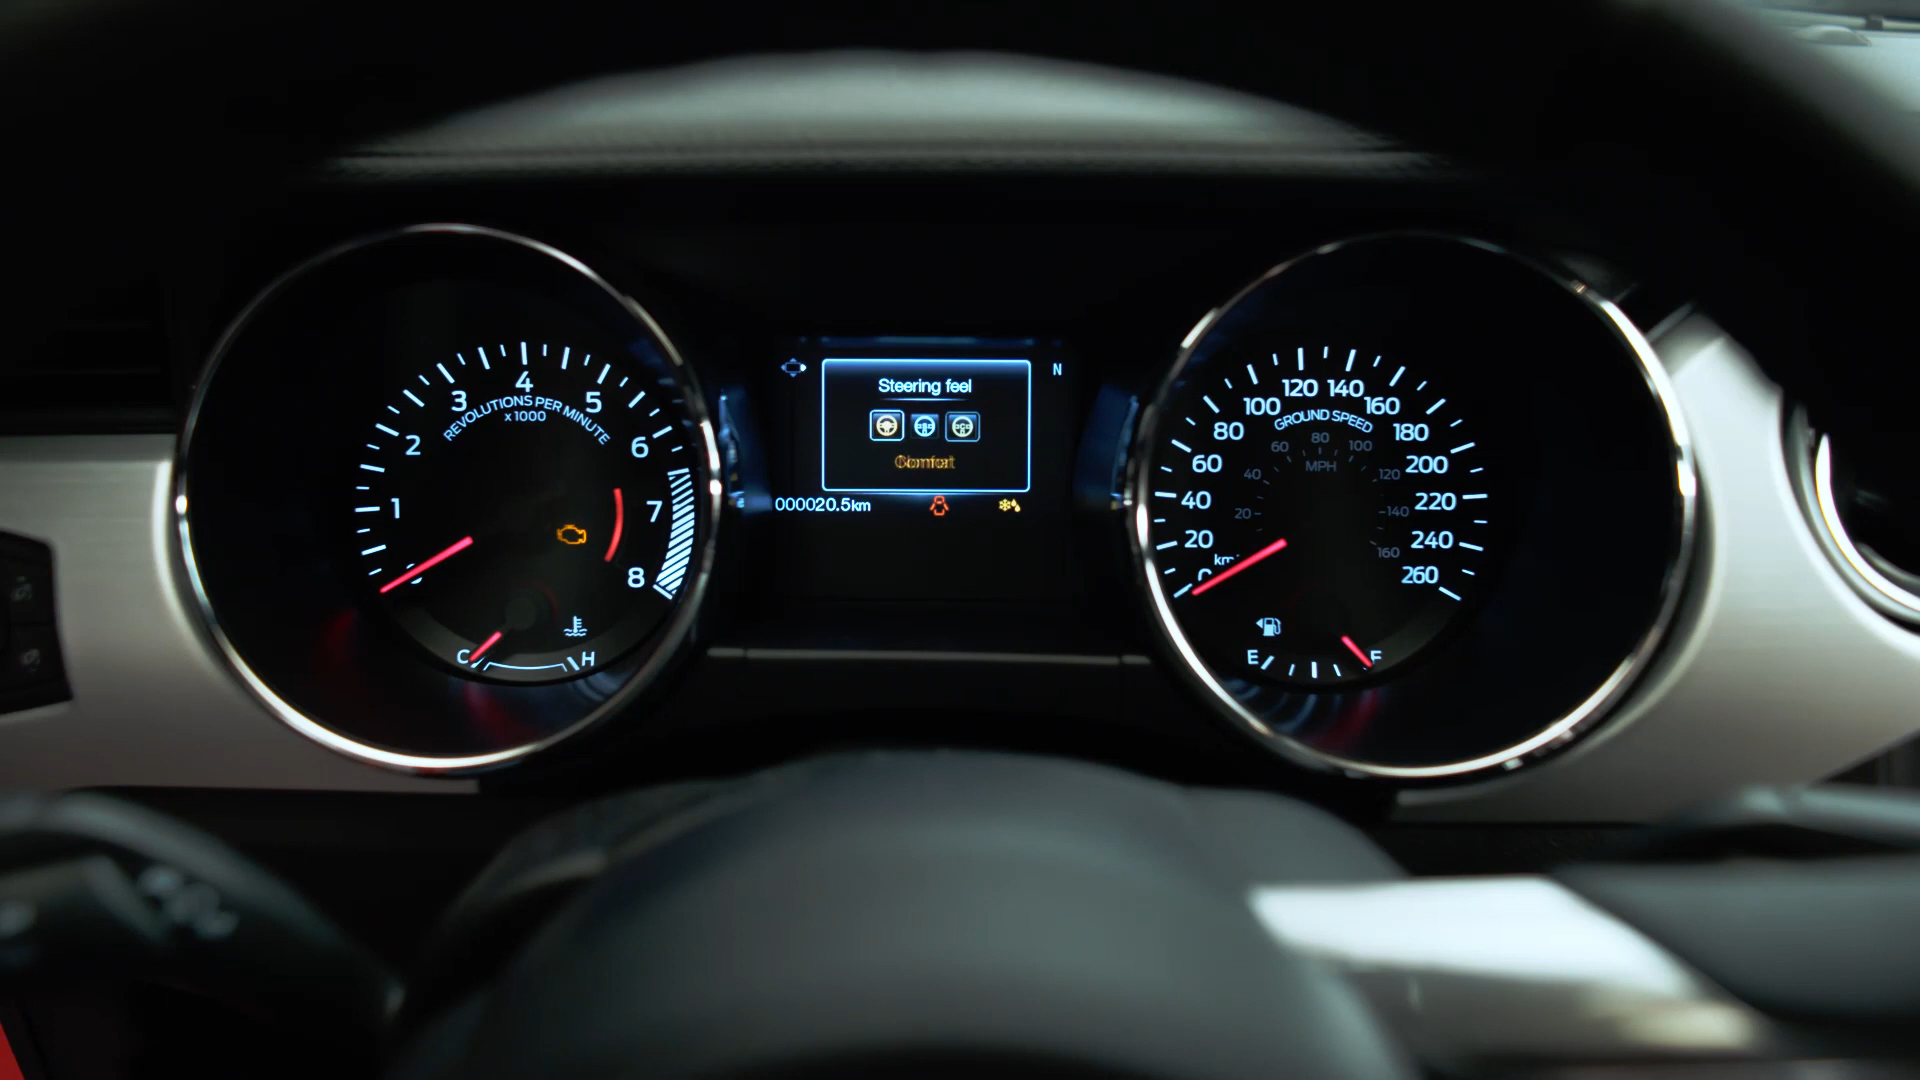 1
2
3
4
5
6
7
8
REVOLUTIONS PER MINUTE
x1000
C
H
Steering feel
Comfort
N
000020.5km
0
20
40
60
80
100
120
140
160
180
200
220
240
260
GROUND SPEED
20
40
60
80
100
120
140
160
MPH
E
F